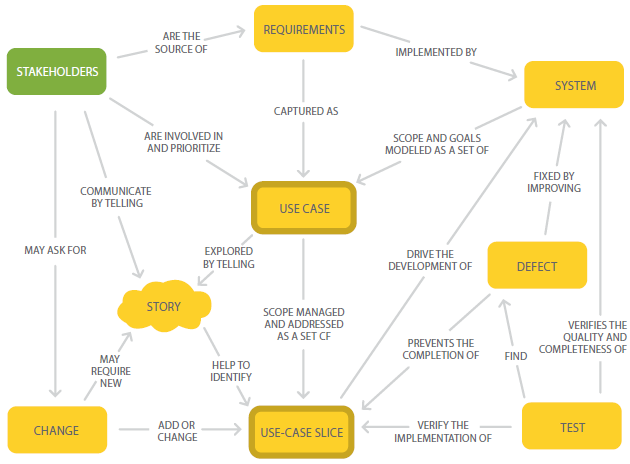 REQUIREMENTS
ARE THE
SOURCE OF
IMPLEMENTED BY
STAKEHOLDERS
SYSTEM
CAPTURED AS
ARE INVOLVED IN
AND PRIORITIZE
SCOPE AND GOALS
MODELED AS A SET OF
COMMUNICATE
BY TELLING
FIXED BY
IMPROVING
USE CASE
MAY ASK FOR
EXPLORED
BY TELLING
DRIVE THE
DEVELOPMENT OF
DEFECT
STORY
SCOPE MANAGED
AND ADDRESSED
AS A SET CF
VERIFIES THE
QUALITY AND
COMPLETENESS OF
PREVENTS THE
COMPLETION OF
FIND
MAY
REQUIRE
NEW
HELP TO
IDENTIFY
CHANGE
ADD OR
CHANGE
USE-CASE SLICE
VERIFY THE
IMPLEMENTATION OF
TEST